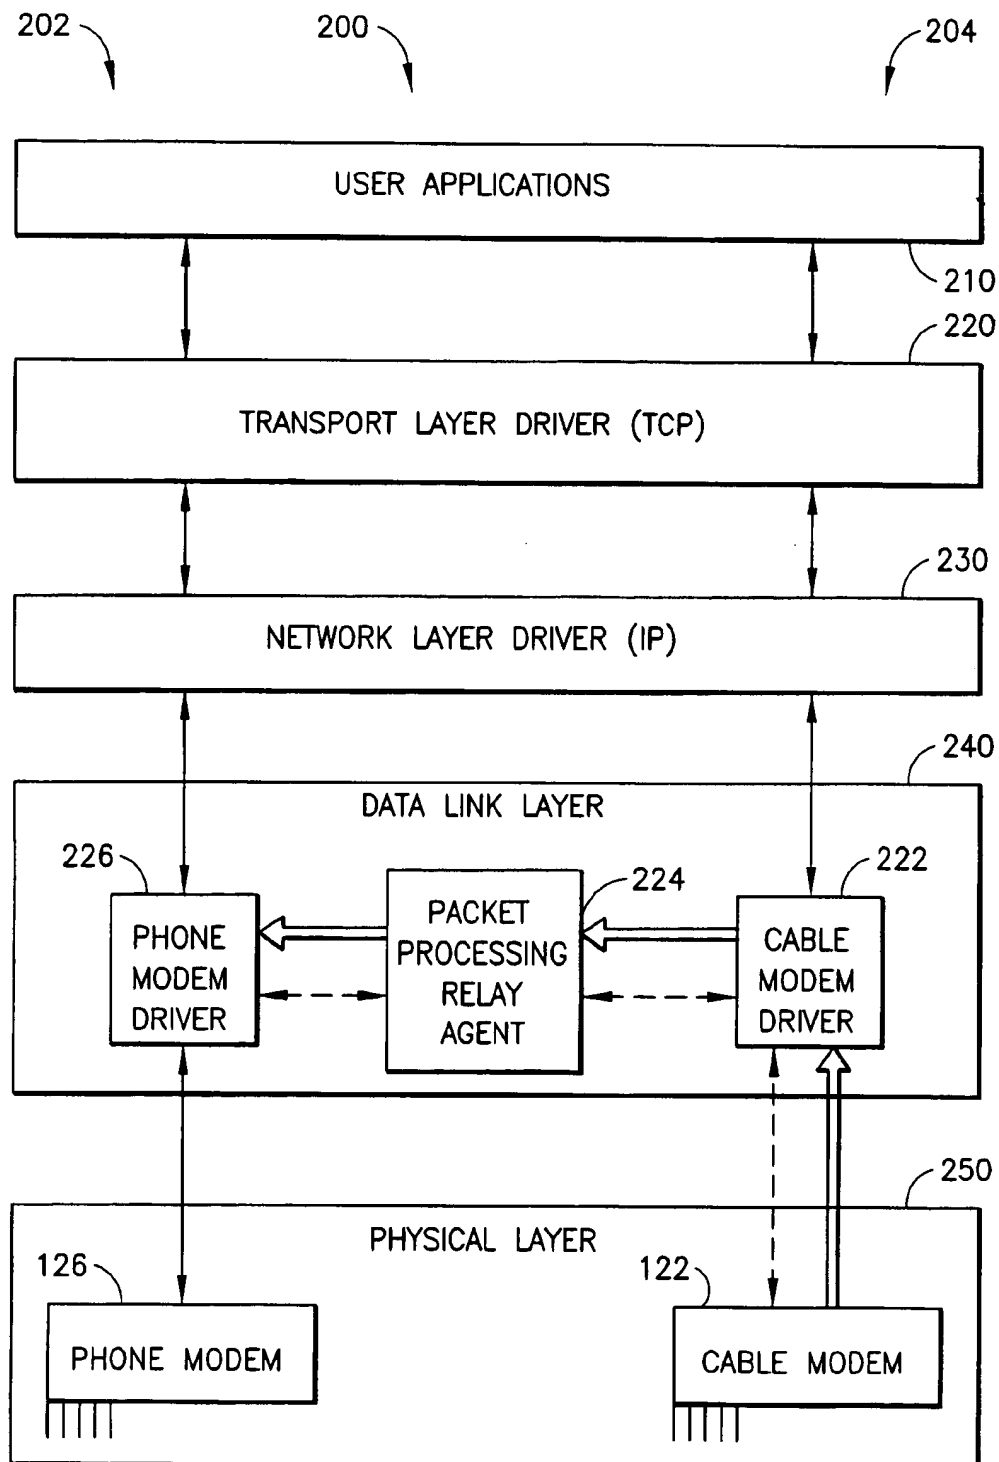 202
200
204
USER APPLICATIONS
210
220
TRANSPORT LAYER DRIVER (TCP)
230
NETWORK LAYER DRIVER (IP)
240
DATA LINK LAYER
226
224
222
PHONE
MODEM
DRIVER
PACKET
PROCESSING
RELAY
AGENT
CABLE
MODEM
DRIVER
250
PHYSICAL LAYER
126
122
PHONE MODEM
CABLE MODEM